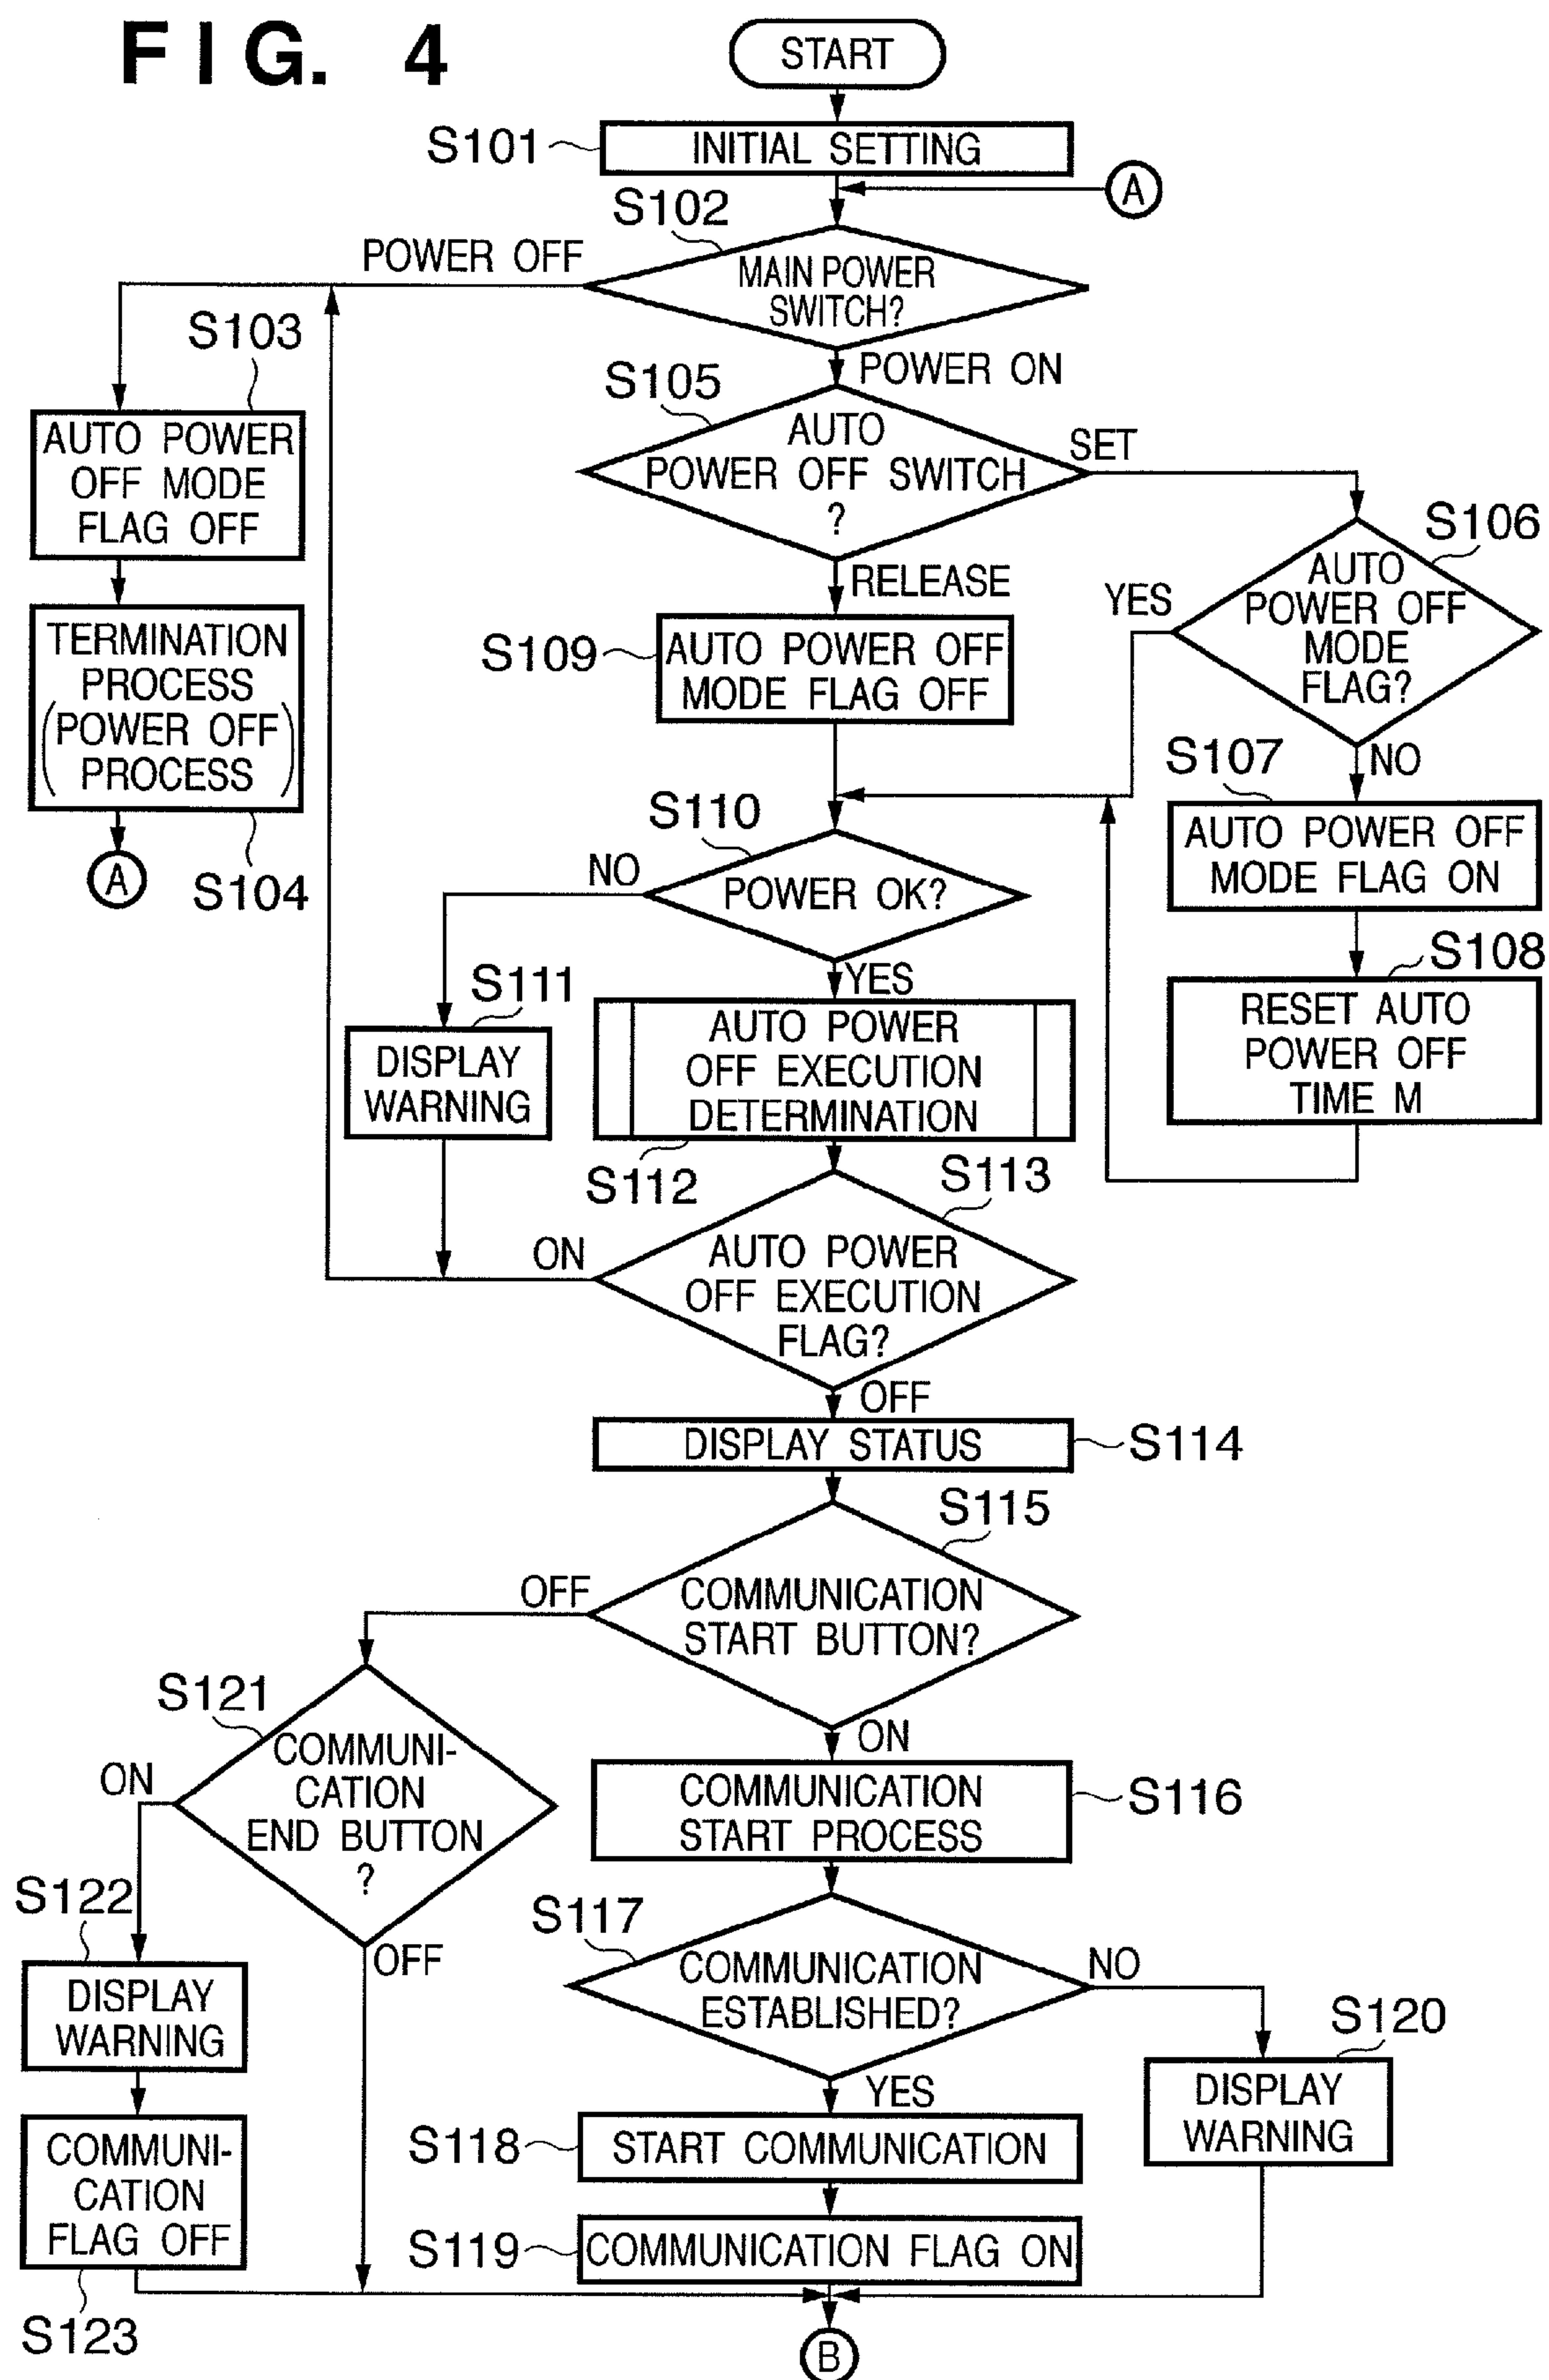 FIG. 4
START
S101
INITIAL SETTING
A
S102
POWER OFF
MAIN POWER
SWITCH?
S103
POWER ON
S105
AUTO
POWER OFF SWITCH
?
SET
AUTO POWER
OFF MODE
FLAG OFF
S106
AUTO
POWER OFF
MODE
FLAG?
YES
RELEASE
TERMINATION
PROCESS
(POWER OFF)
PROCESS
S109
AUTO POWER OFF
MODE FLAG OFF
S107
NO
S110
AUTO POWER OFF
MODE FLAG ON
A
S104
NO
POWER OK?
S108
S111
YES
RESET AUTO
POWER OFF
TIME M
DISPLAY
WARNING
AUTO POWER
OFF EXECUTION
DETERMINATION
S112
S113
ON
AUTO POWER
OFF EXECUTION
FLAG?
OFF
DISPLAY STATUS
S114
S115
OFF
COMMUNICATION
START BUTTON?
S121
ON
COMMUNI-
CATION
END BUTTON
?
ON
COMMUNICATION
START PROCESS
S116
S122
S117
OFF
COMMUNICATION
ESTABLISHED?
NO
DISPLAY
WARNING
S120
YES
DISPLAY
WARNING
COMMUNI-
CATION
FLAG OFF
S118
START COMMUNICATION
S119
COMMUNICATION FLAG ON
S123
B